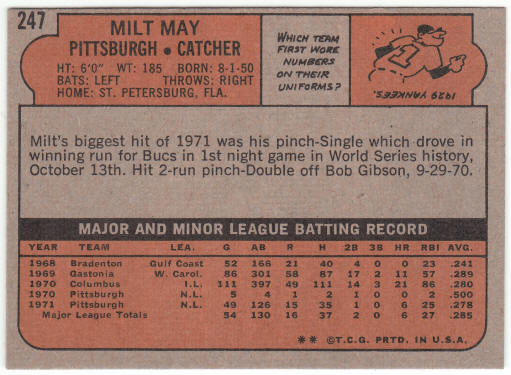 247
MILT MAY
PITTSBURGH • CATCHER
HT: 6'0" WT: 185 BORN: 8-1-50
BATS: LEFT THROWS: RIGHT
HOME: ST. PETERSBURG, FLA.
WHICH TEAM
FIRST WORE
NUMBERS
ON THEIR
UNIFORMS?
1
1929 YANKEES.
Milt's biggest hit of 1971 was his pinch-Single which drove in
winning run for Bucs in 1st night game in World Series history,
October 13th. Hit 2-run pinch-Double off Bob Gibson, 9-29-70.
MAJOR AND MINOR LEAGUE BATTING RECORD
YEAR TEAM LEA. G AB R H 2B 3B HR RBI AVG.
1968 Bradenton Gulf Coast 52 166 21 40 4 0 0 23 .241
1969 Gastonia W. Carol. 86 301 58 87 17 2 11 57 .289
1970 Columbus I.L. 111 397 49 111 14 3 21 86 .280
1970 Pittsburgh N.L. 5 4 1 2 1 0 0 2 .500
1971 Pittsburgh N.L. 49 126 15 35 1 0 6 25 .278
Major League Totals 54 130 16 37 2 0 6 27 .285
** ©T.C.G. PRTD. IN U.S.A.